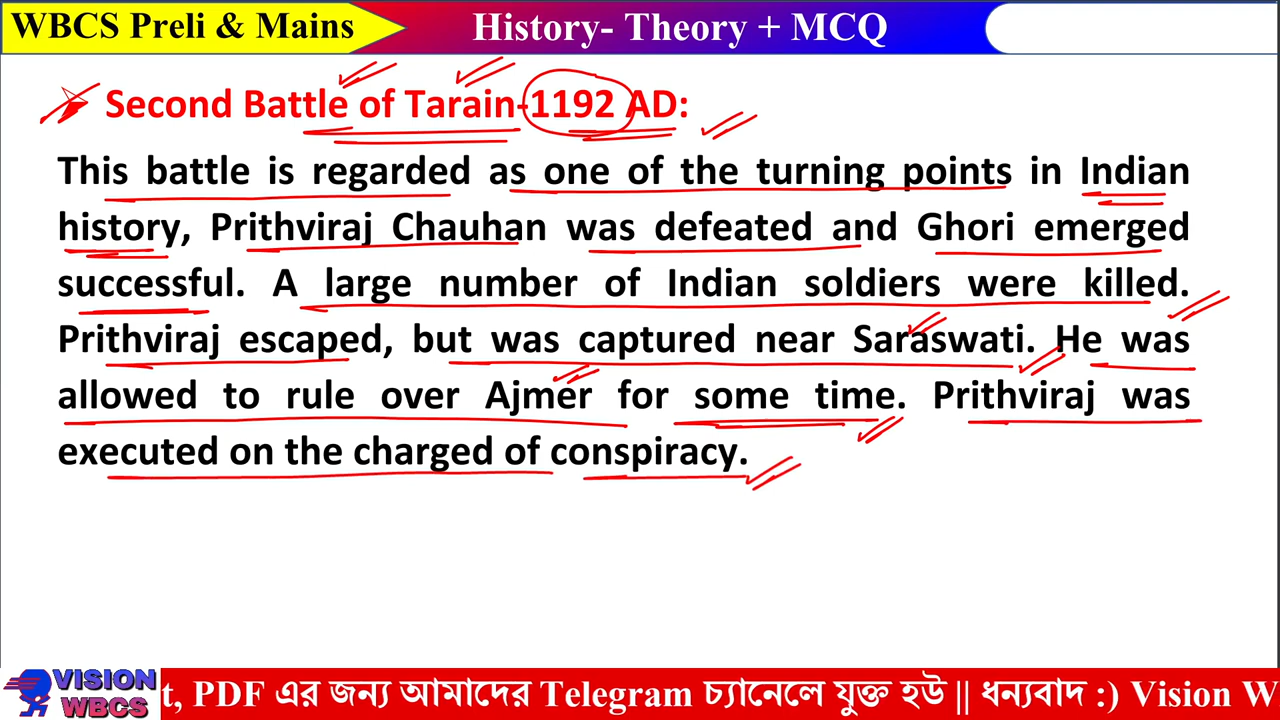 WBCS Preli & Mains
History- Theory + MCQ
Second Battle of Tarain-1192 AD:
This battle is regarded as one of the turning points in Indian
history, Prithviraj Chauhan was defeated and Ghori emerged
successful. A large number of Indian soldiers were killed.
Prithviraj escaped, but was captured near Saraswati. He was
allowed to rule over Ajmer for some time. Prithviraj was
executed on the charged of conspiracy.
VISION
WBCS
t, PDF এর জন্য আমাদের Telegram চ্যানেলে যুক্ত হউ || ধন্যবাদ :) Vision W